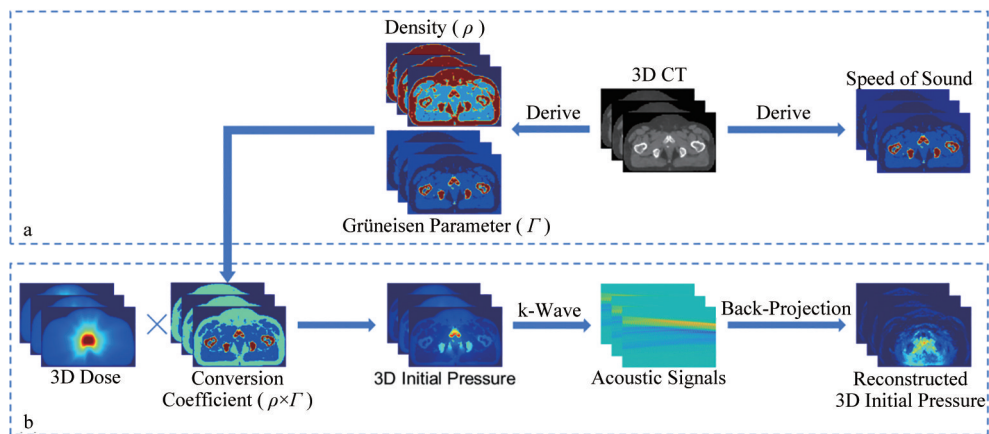 Density (ρ)
3D CT
Speed of Sound
Derive
Derive
Grüneisen Parameter (Γ)
a
k-Wave
Back-Projection
×
3D Dose
Conversion
Coefficient (ρ×Γ)
3D Initial Pressure
Acoustic Signals
Reconstructed
3D Initial Pressure
b